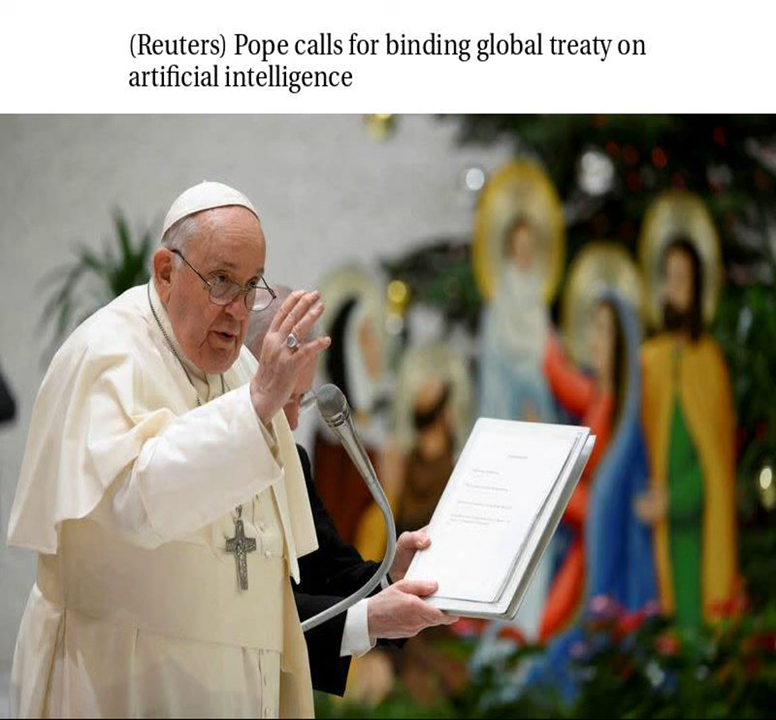 (Reuters) Pope calls for binding global treaty on
artificial intelligence